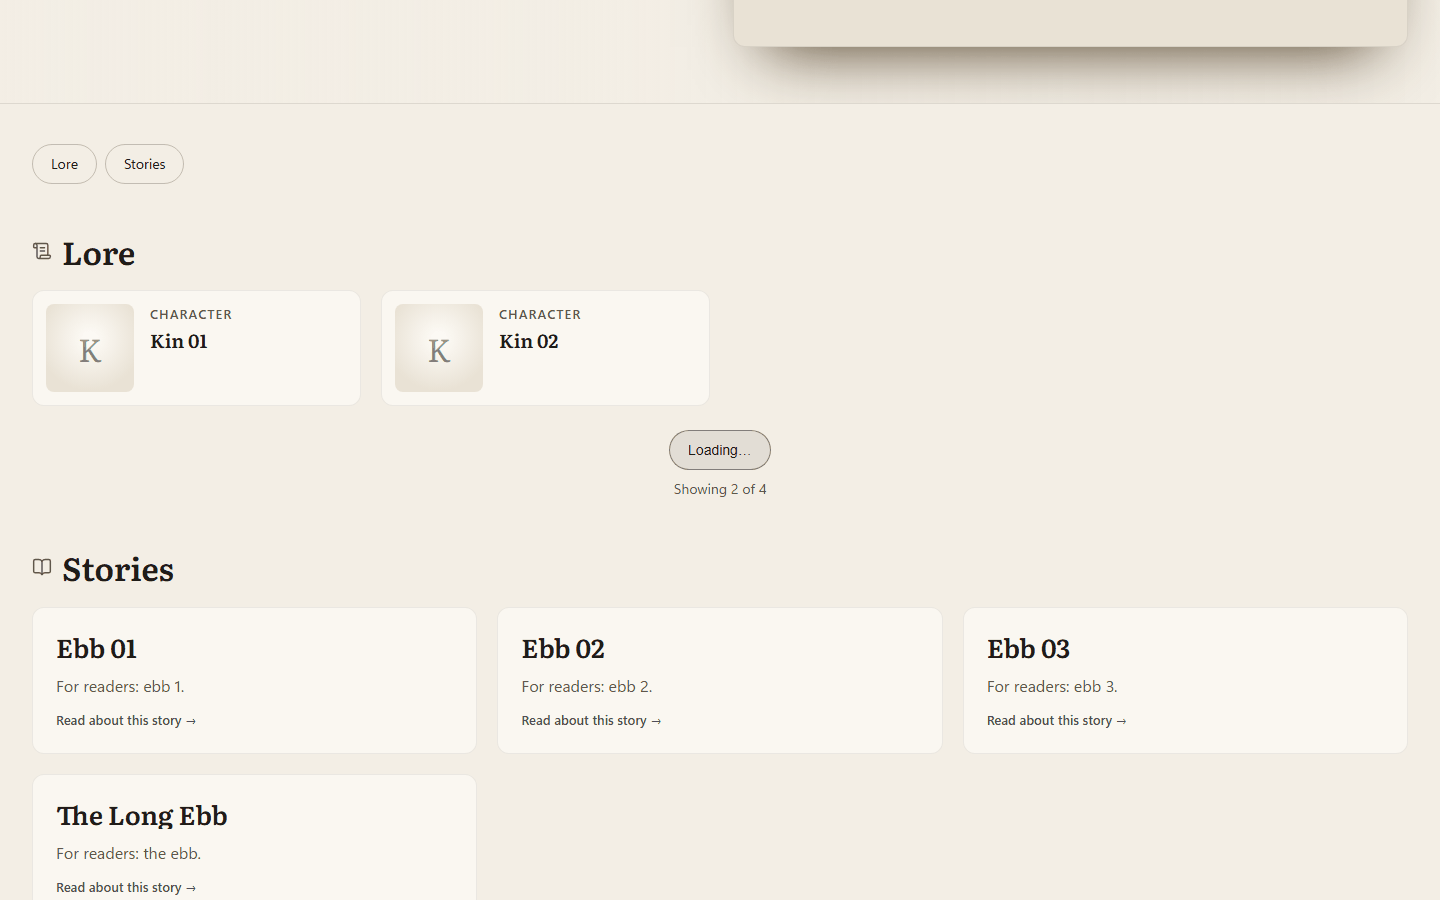 Lore
Stories
Lore
K
CHARACTER
Kin 01
K
CHARACTER
Kin 02
Loading...
Showing 2 of 4
Stories
Ebb 01
For readers: ebb 1.
Read about this story →
Ebb 02
For readers: ebb 2.
Read about this story →
Ebb 03
For readers: ebb 3.
Read about this story →
The Long Ebb
For readers: the ebb.
Read about this story →